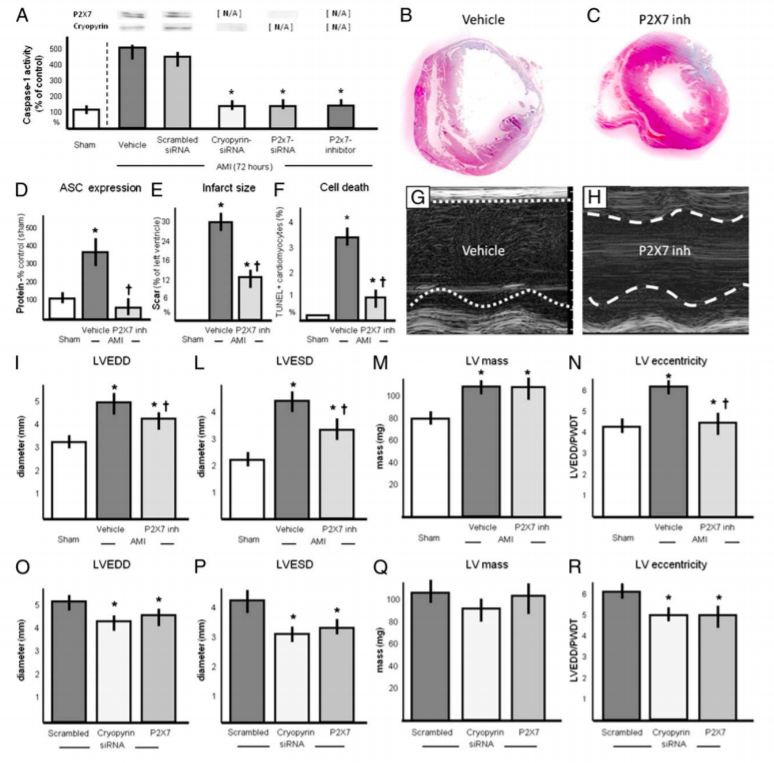 A
P2X7 [ N/A ] [ N/A ]
Cryopyrin [ N/A ] [ N/A ]
Caspase-1 activity
(% of control)
500
400
300
200
100
%
Sham
Vehicle
Scrambled
siRNA
Cryopyrin-
siRNA
P2x7-
siRNA
P2x7-
inhibitor
* * *
AMI (72 hours)
B
Vehicle
C
P2X7 inh
D
ASC expression
Protein-% control (sham)
500
400
300
200
100
* †
Vehicle P2X7 inh
Sham AMI
E
Infarct size
Scar (% of left ventricle)
30
24
18
12
6
%
* * †
Vehicle P2X7 inh
Sham AMI
F
Cell death
TUNEL+ cardiomyocytes (%)
4
3
2
1
%
* * †
Vehicle P2X7 inh
Sham AMI
G
Vehicle
H
P2X7 inh
I
LVEDD
diameter (mm)
5
4
3
2
1
* * †
Vehicle P2X7 inh
Sham AMI
L
LVESD
diameter (mm)
4
3
2
1
* * †
Vehicle P2X7 inh
Sham AMI
M
LV mass
mass (mg)
100
80
60
40
20
* *
Vehicle P2X7 inh
Sham AMI
N
LV eccentricity
LVEDD/PWDT
6
5
4
3
2
1
* * †
Vehicle P2X7 inh
Sham AMI
O
LVEDD
diameter (mm)
5
4
3
2
1
* *
Scrambled Cryopyrin P2X7
siRNA
P
LVESD
diameter (mm)
4
3
2
1
* *
Scrambled Cryopyrin P2X7
siRNA
Q
LV mass
mass (mg)
100
80
60
40
20
Scrambled Cryopyrin P2X7
siRNA
R
LV eccentricity
LVEDD/PWDT
6
5
4
3
2
1
* *
Scrambled Cryopyrin P2X7
siRNA